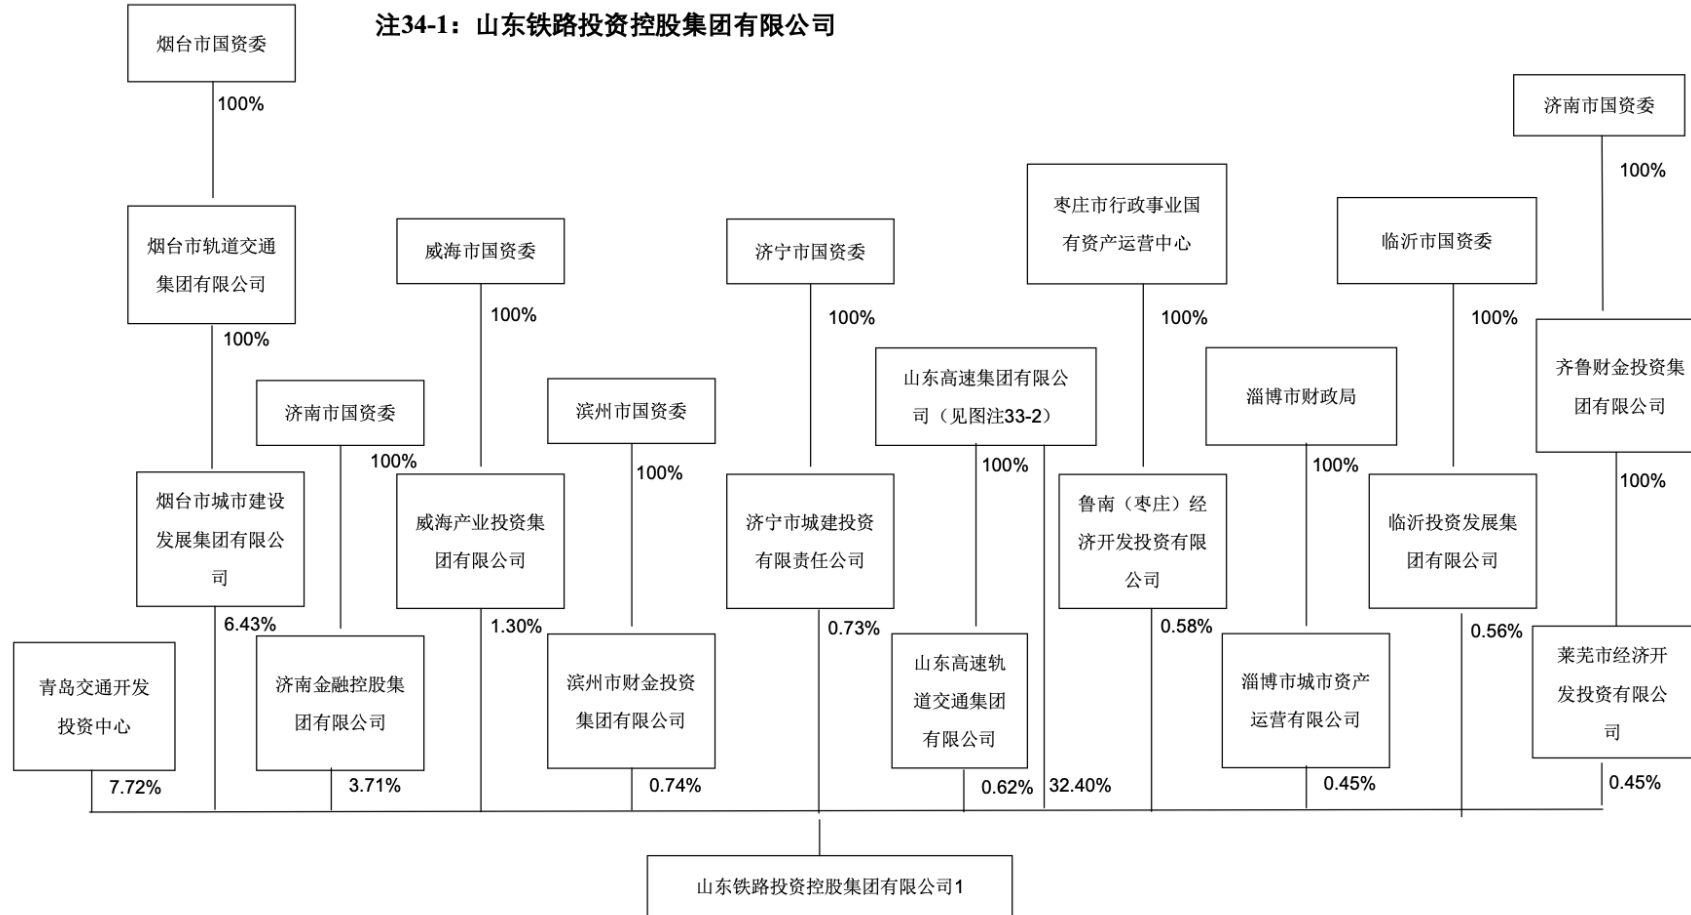 注34-1：山东铁路投资控股集团有限公司
烟台市国资委
100%
济南市国资委
100%
烟台市轨道交通
集团有限公司
100%
威海市国资委
100%
济宁市国资委
100%
枣庄市行政事业国
有资产运营中心
100%
临沂市国资委
100%
济南市国资委
100%
滨州市国资委
100%
山东高速集团有限公
司（见图注33-2）
100%
淄博市财政局
100%
齐鲁财金投资集
团有限公司
100%
烟台市城市建设
发展集团有限公
司
6.43%
威海产业投资集
团有限公司
1.30%
济宁市城建投资
有限责任公司
0.73%
鲁南（枣庄）经
济开发投资有限
公司
0.58%
临沂投资发展集
团有限公司
0.56%
青岛交通开发
投资中心
7.72%
济南金融控股集
团有限公司
3.71%
滨州市财金投资
集团有限公司
0.74%
山东高速轨
道交通集团
有限公司
0.62%
32.40%
淄博市城市资产
运营有限公司
0.45%
莱芜市经济开
发投资有限公
司
0.45%
山东铁路投资控股集团有限公司1